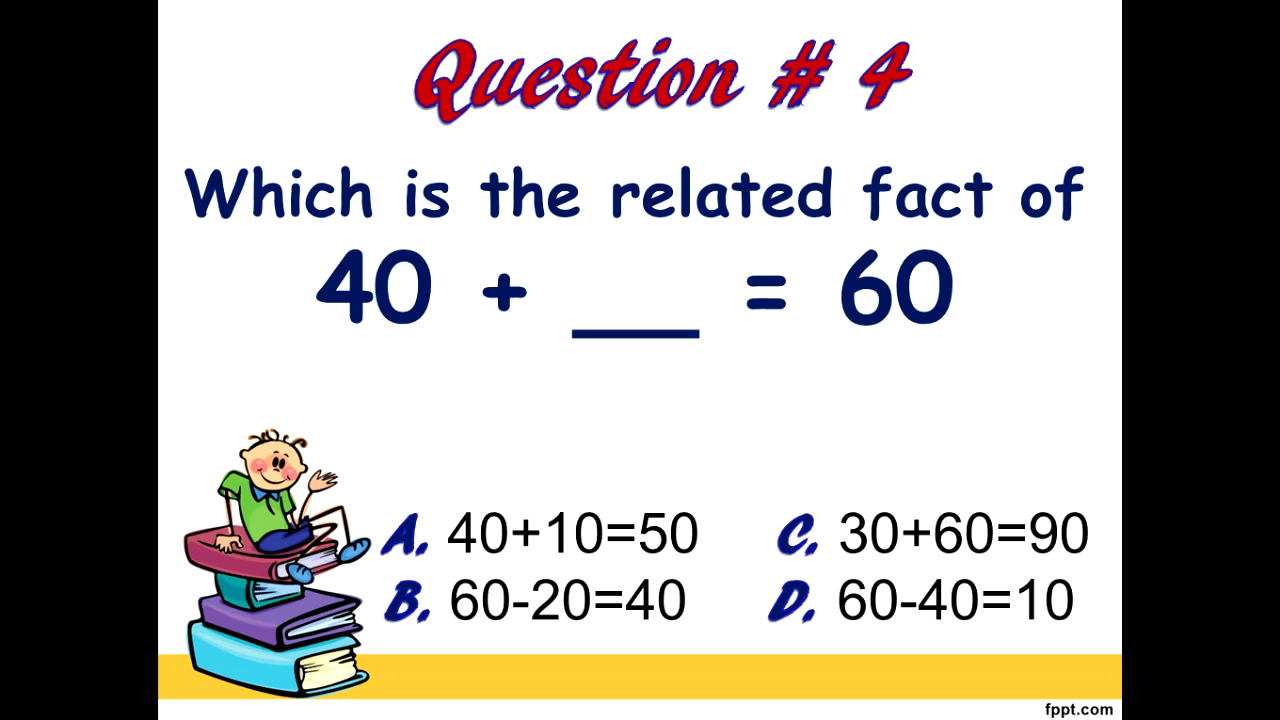 Question # 4
Which is the related fact of
40 + __ = 60
A. 40+10=50
C. 30+60=90
B. 60-20=40
D. 60-40=10
fppt.com